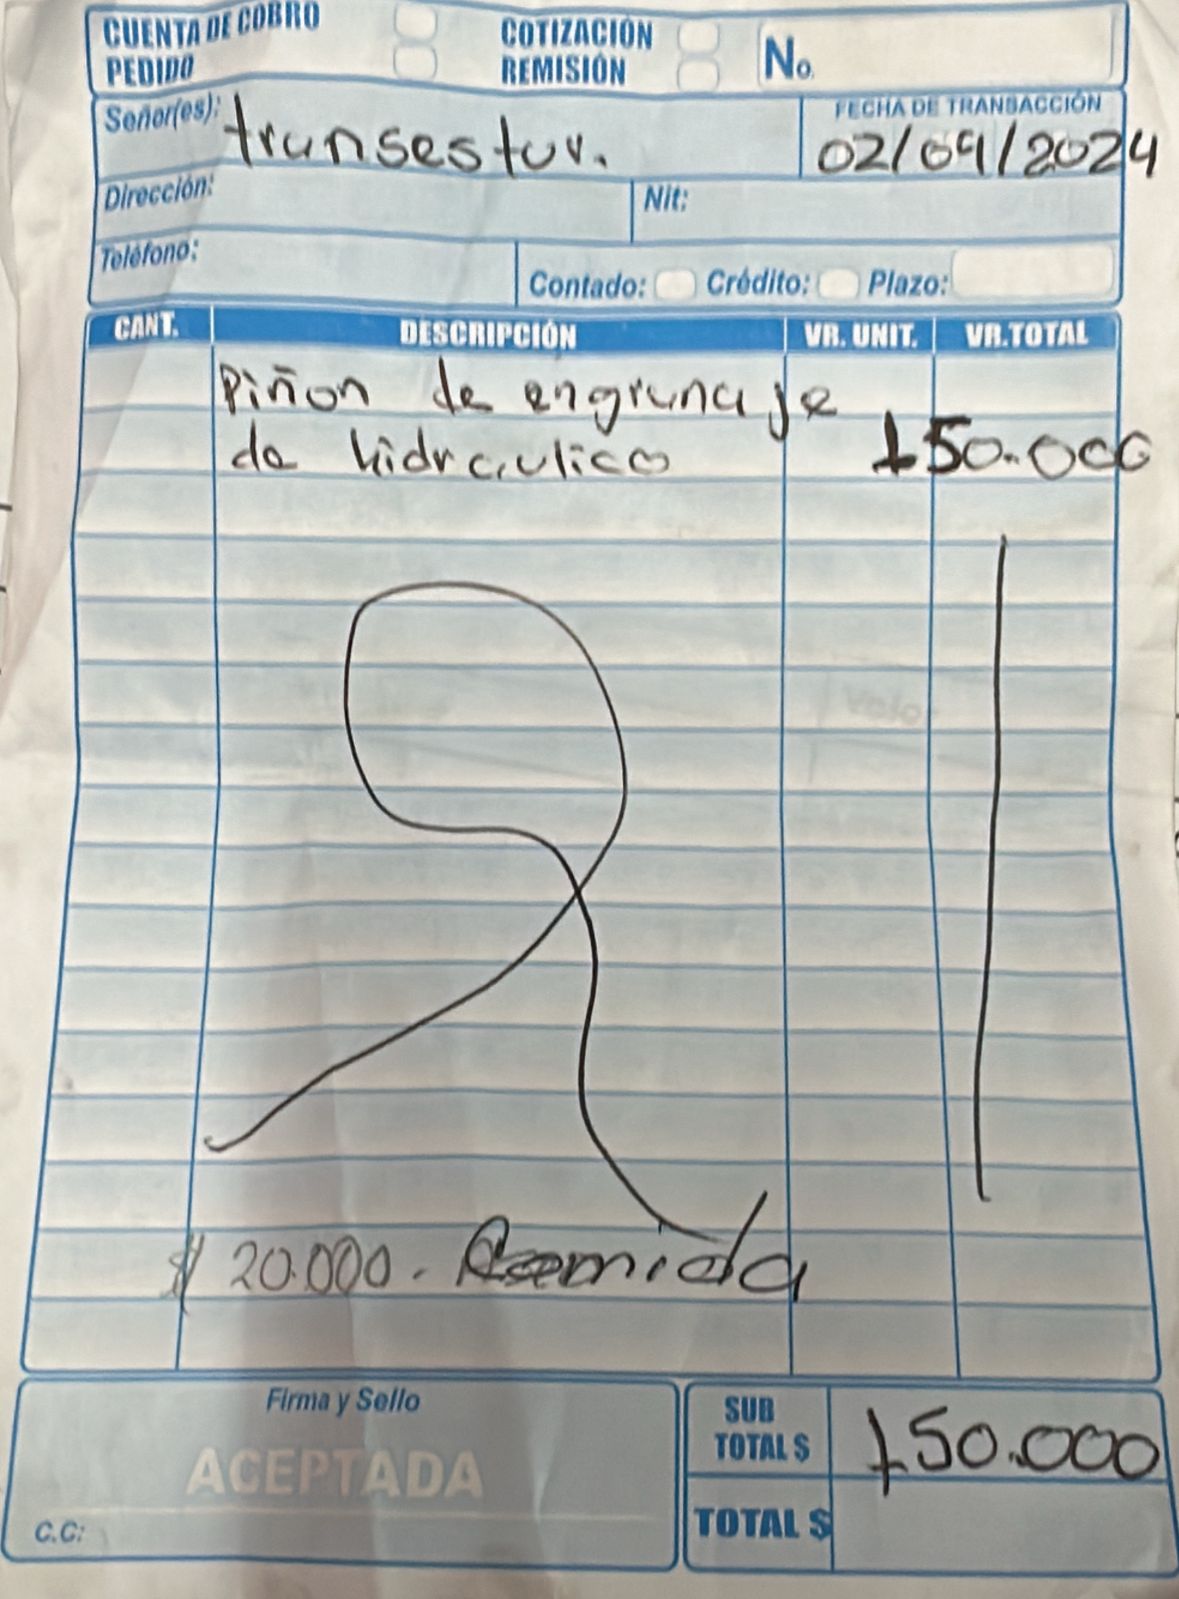 CUENTA DE COBRO
COTIZACIÓN
PEDIDO
REMISIÓN
No.
Señor(es): transestur.
FECHA DE TRANSACCIÓN
02/09/2024
Dirección:
Nit:
Teléfono:
Contado: Crédito: Plazo:
CANT. DESCRIPCIÓN VR. UNIT. VR.TOTAL
Piñon de engranaje
de hidraulico 150.000
Valor
$ 20.000. Comida
Firma y Sello
ACEPTADA
C.C:
SUB
TOTAL $ 150.000
TOTAL $